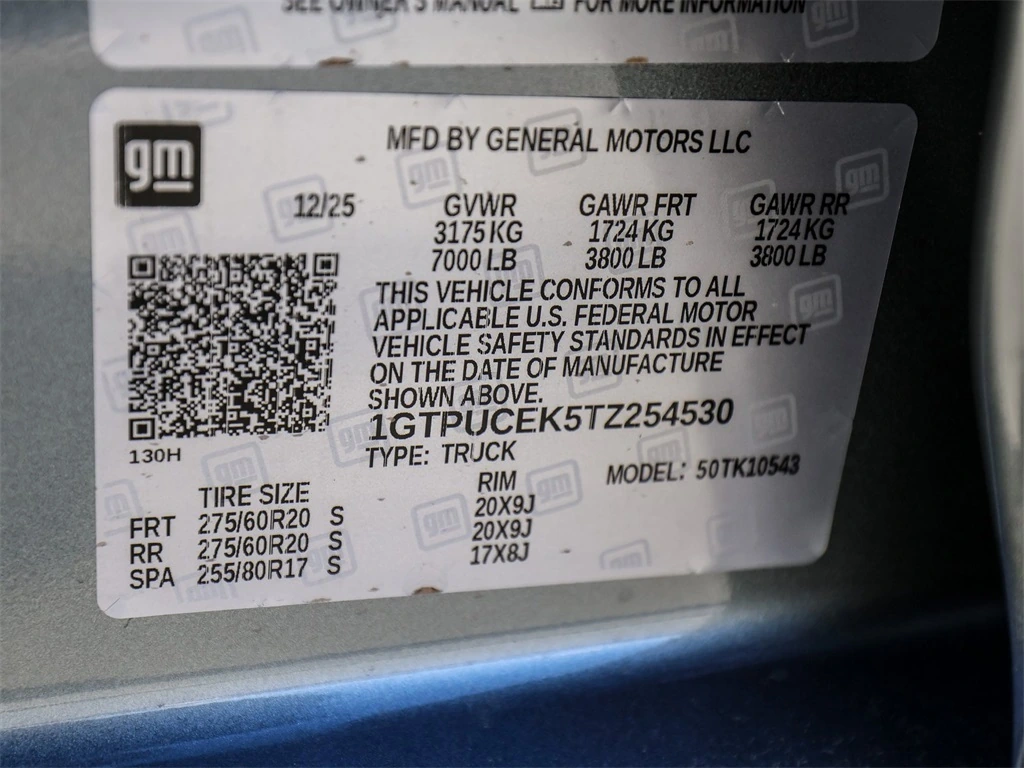 SEE OWNER'S MANUAL FOR MORE INFORMATION
gm
MFD BY GENERAL MOTORS LLC
12/25 GVWR GAWR FRT GAWR RR
3175 KG 1724 KG 1724 KG
7000 LB 3800 LB 3800 LB
THIS VEHICLE CONFORMS TO ALL
APPLICABLE U.S. FEDERAL MOTOR
VEHICLE SAFETY STANDARDS IN EFFECT
ON THE DATE OF MANUFACTURE
SHOWN ABOVE.
1GTPUCEK5TZ254530
130H
TYPE: TRUCK MODEL: 50TK10543
TIRE SIZE RIM
FRT 275/60R20 S 20X9J
RR 275/60R20 S 20X9J
SPA 255/80R17 S 17X8J